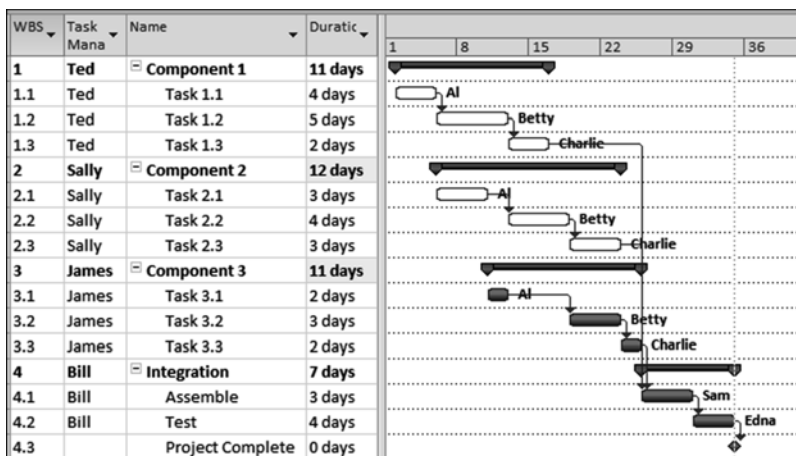 WBS Task Mana Name Duratic
1 8 15 22 29 36
1 Ted Component 1 11 days
1.1 Ted Task 1.1 4 days Al
1.2 Ted Task 1.2 5 days Betty
1.3 Ted Task 1.3 2 days Charlie
2 Sally Component 2 12 days
2.1 Sally Task 2.1 3 days Al
2.2 Sally Task 2.2 4 days Betty
2.3 Sally Task 2.3 3 days Charlie
3 James Component 3 11 days
3.1 James Task 3.1 2 days Al
3.2 James Task 3.2 3 days Betty
3.3 James Task 3.3 2 days Charlie
4 Bill Integration 7 days
4.1 Bill Assemble 3 days Sam
4.2 Bill Test 4 days Edna
4.3 Project Complete 0 days